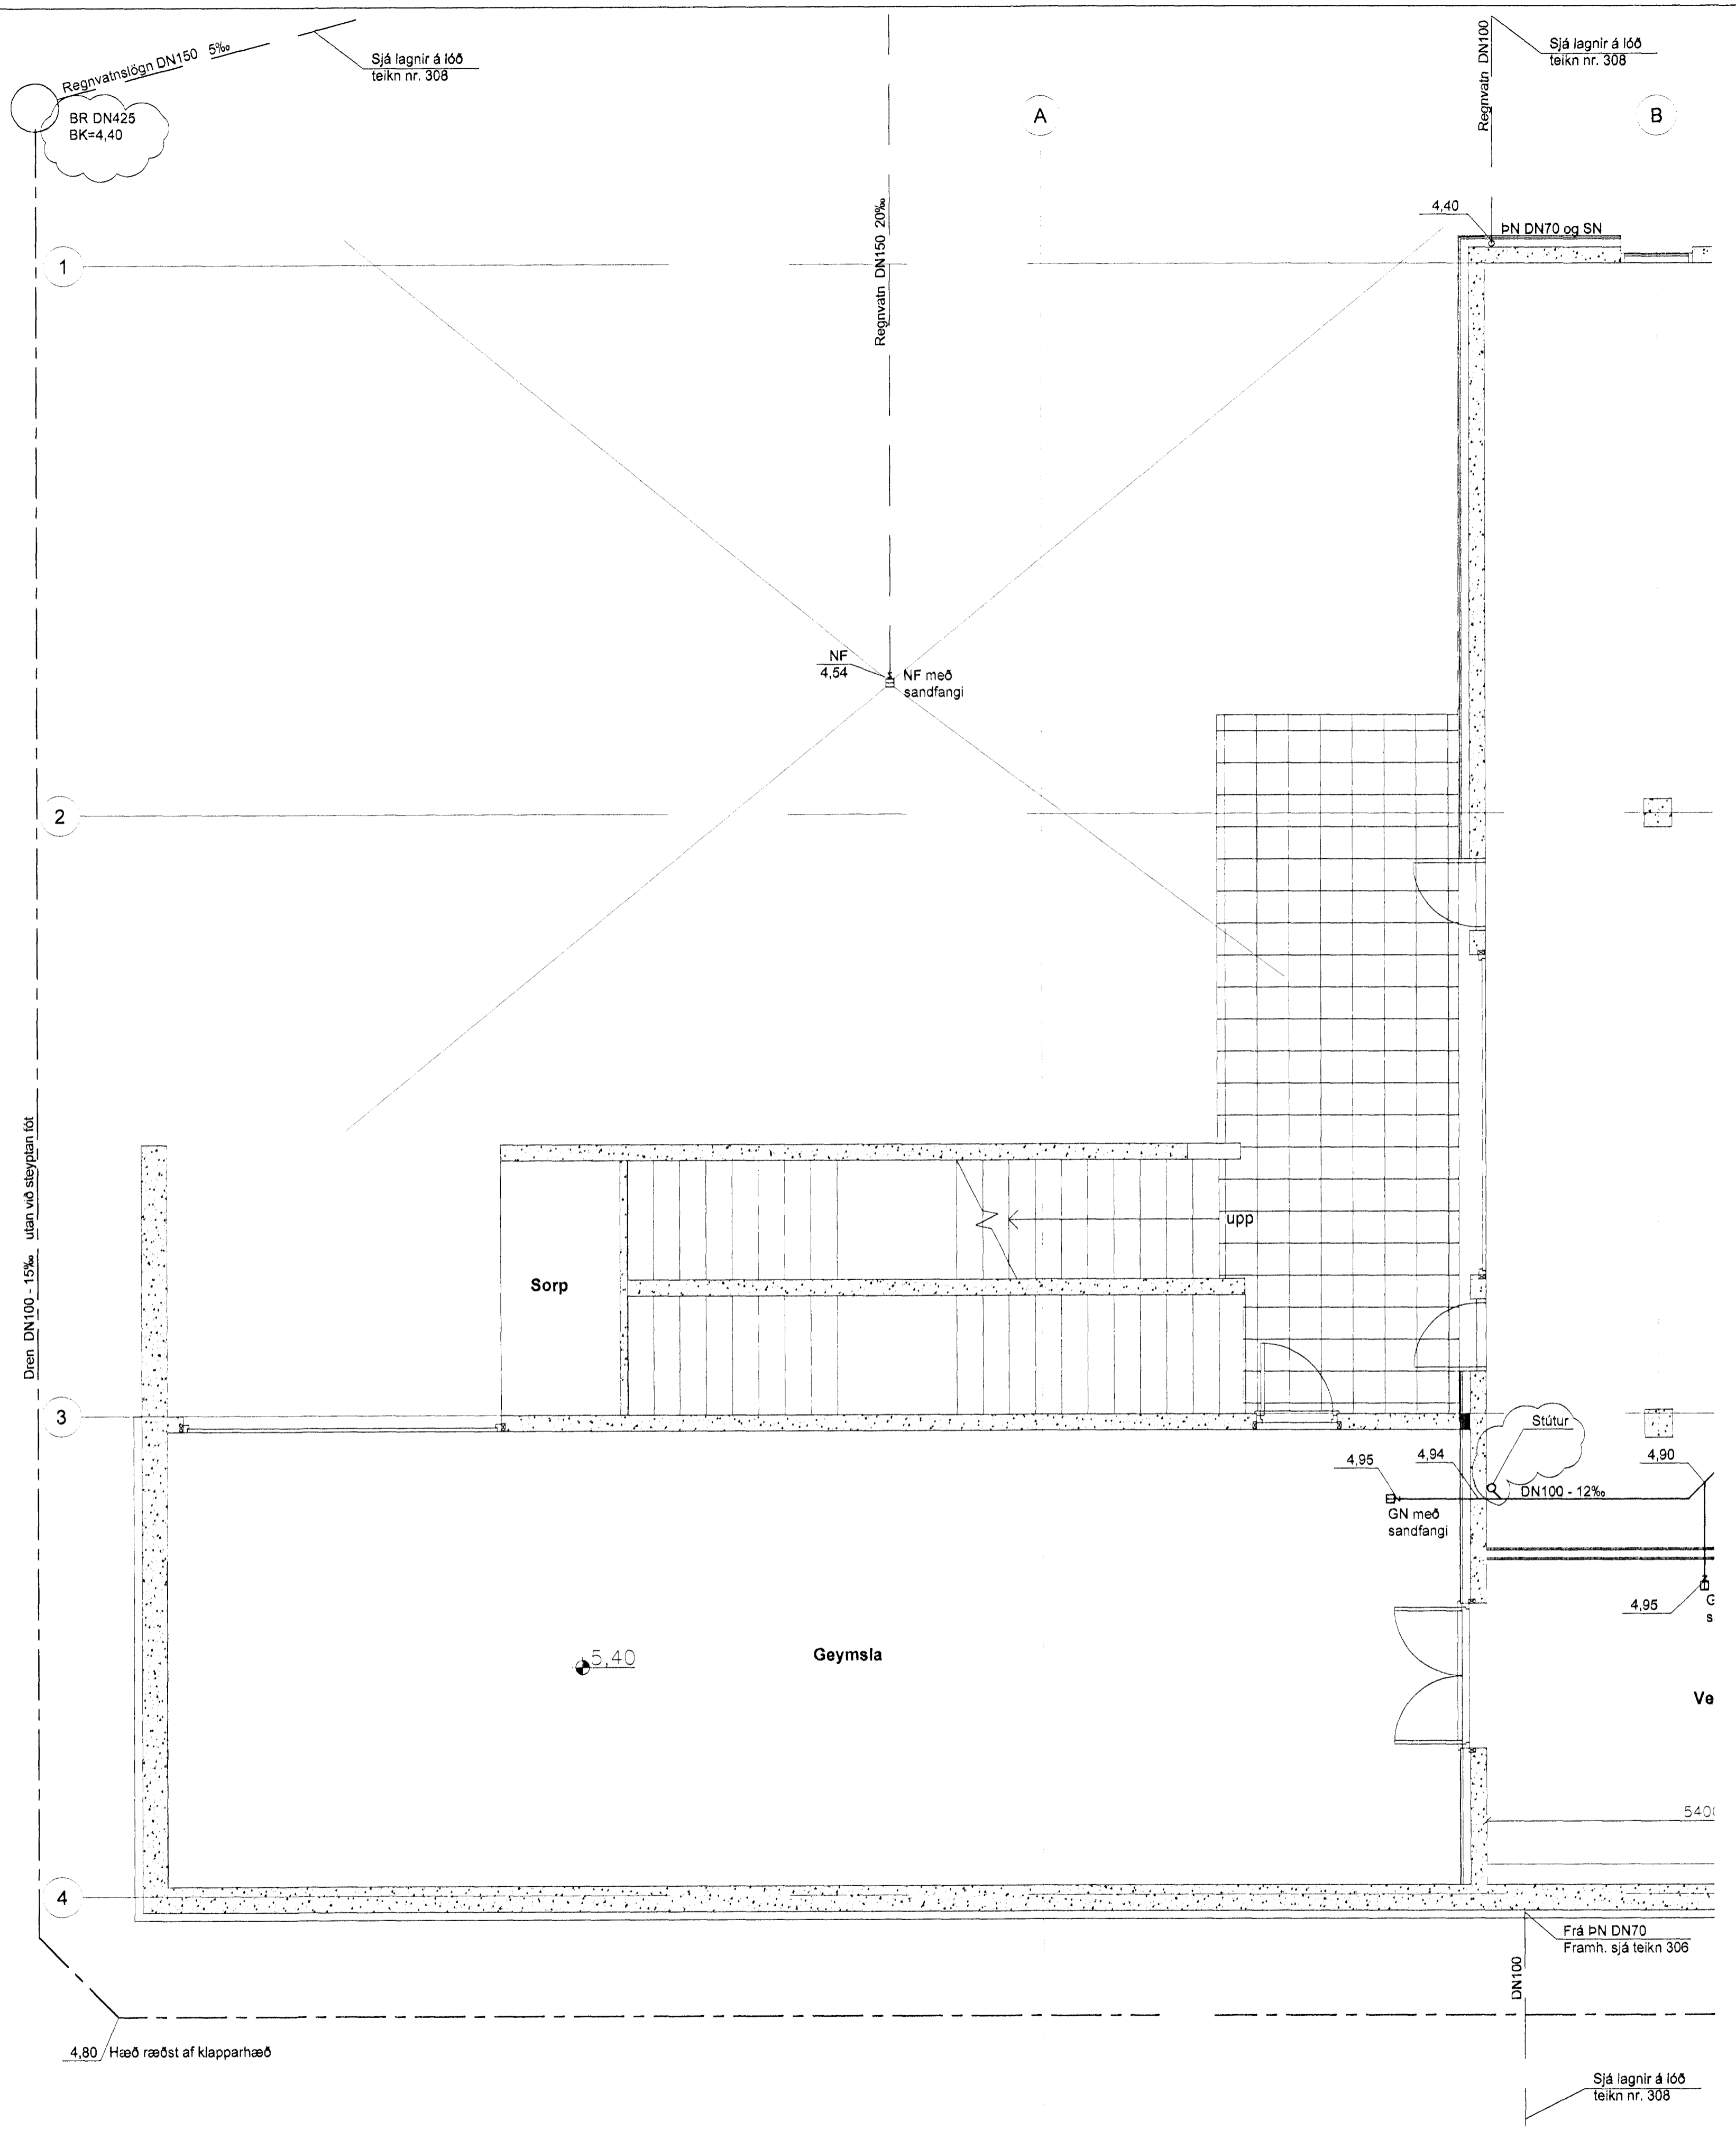 Regnvatnslögn DN150 5‰
Sjá lagnir á lóð
teikn nr. 308
BR DN425
BK=4,40
A
Regnvatn DN100
Sjá lagnir á lóð
teikn nr. 308
B
Regnvatn DN150 20‰
4,40
ÞN DN70 og SN
1
NF
4,54
NF með
sandfangi
2
Dren DN100 - 15‰ utan við steyptan fót
upp
Sorp
3
Stútur
4,95
4,94
4,90
DN100 - 12‰
GN með
sandfangi
4,95
G
s
5,40
Geymsla
Ve
5400
4
Frá ÞN DN70
Framh. sjá teikn 306
DN100
4,80 Hæð ræðst af klapparhæð
Sjá lagnir á lóð
teikn nr. 308